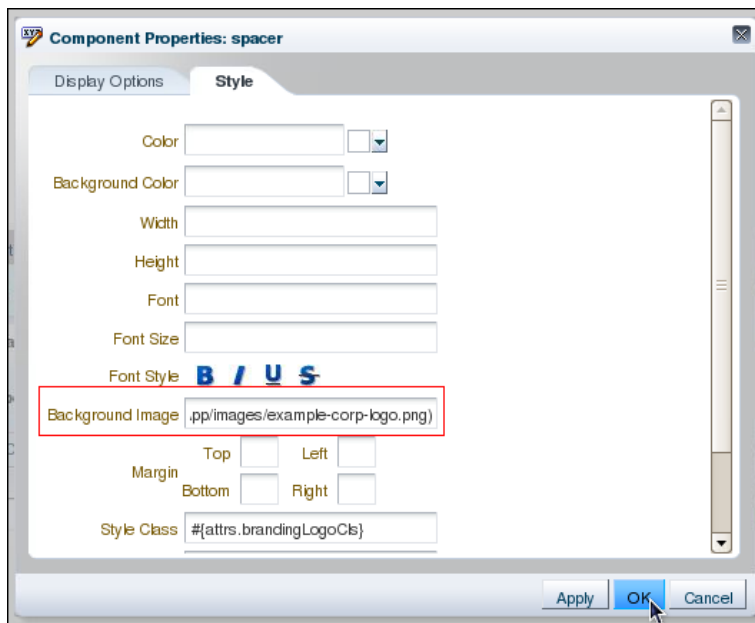 Component Properties: spacer
Display Options Style
Color
Background Color
Width
Height
Font
Font Size
Font Style B I U S
Background Image .pp/images/example-corp-logo.png)
Top Left
Margin
Bottom Right
Style Class #{attrs.brandingLogoCls}
Apply OK Cancel